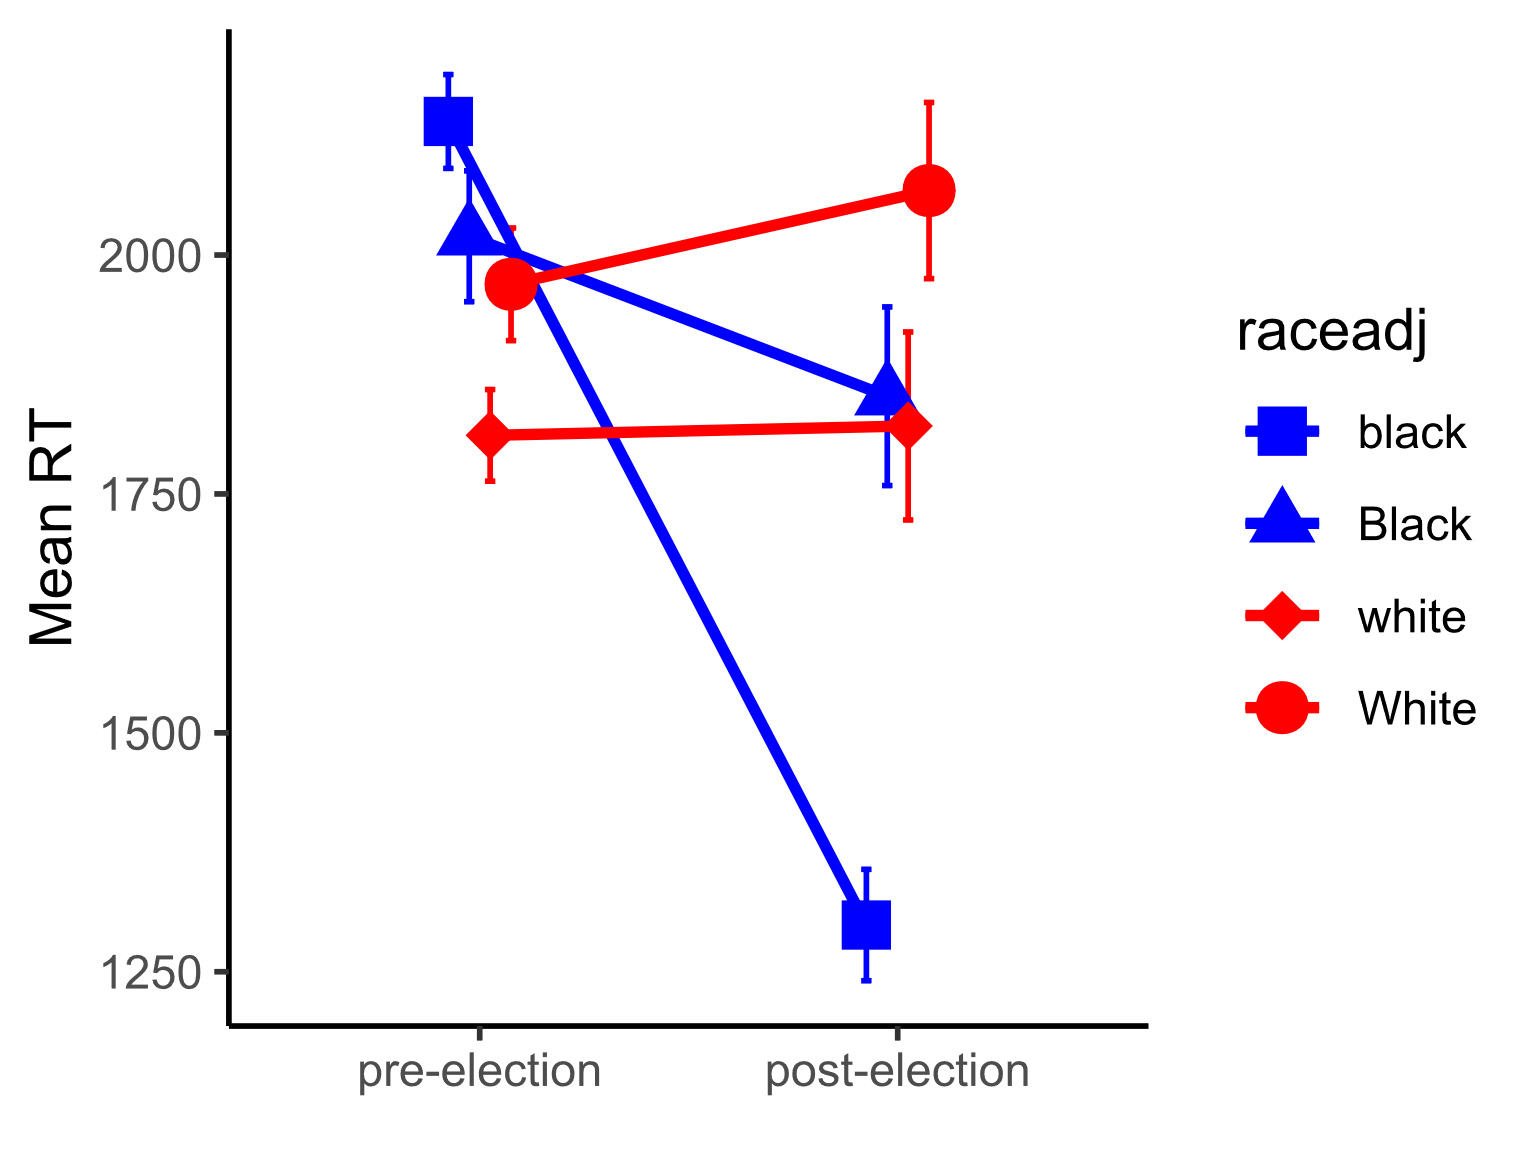 Mean RT
2000
1750
1500
1250
pre-election
post-election
raceadj
black
Black
white
White